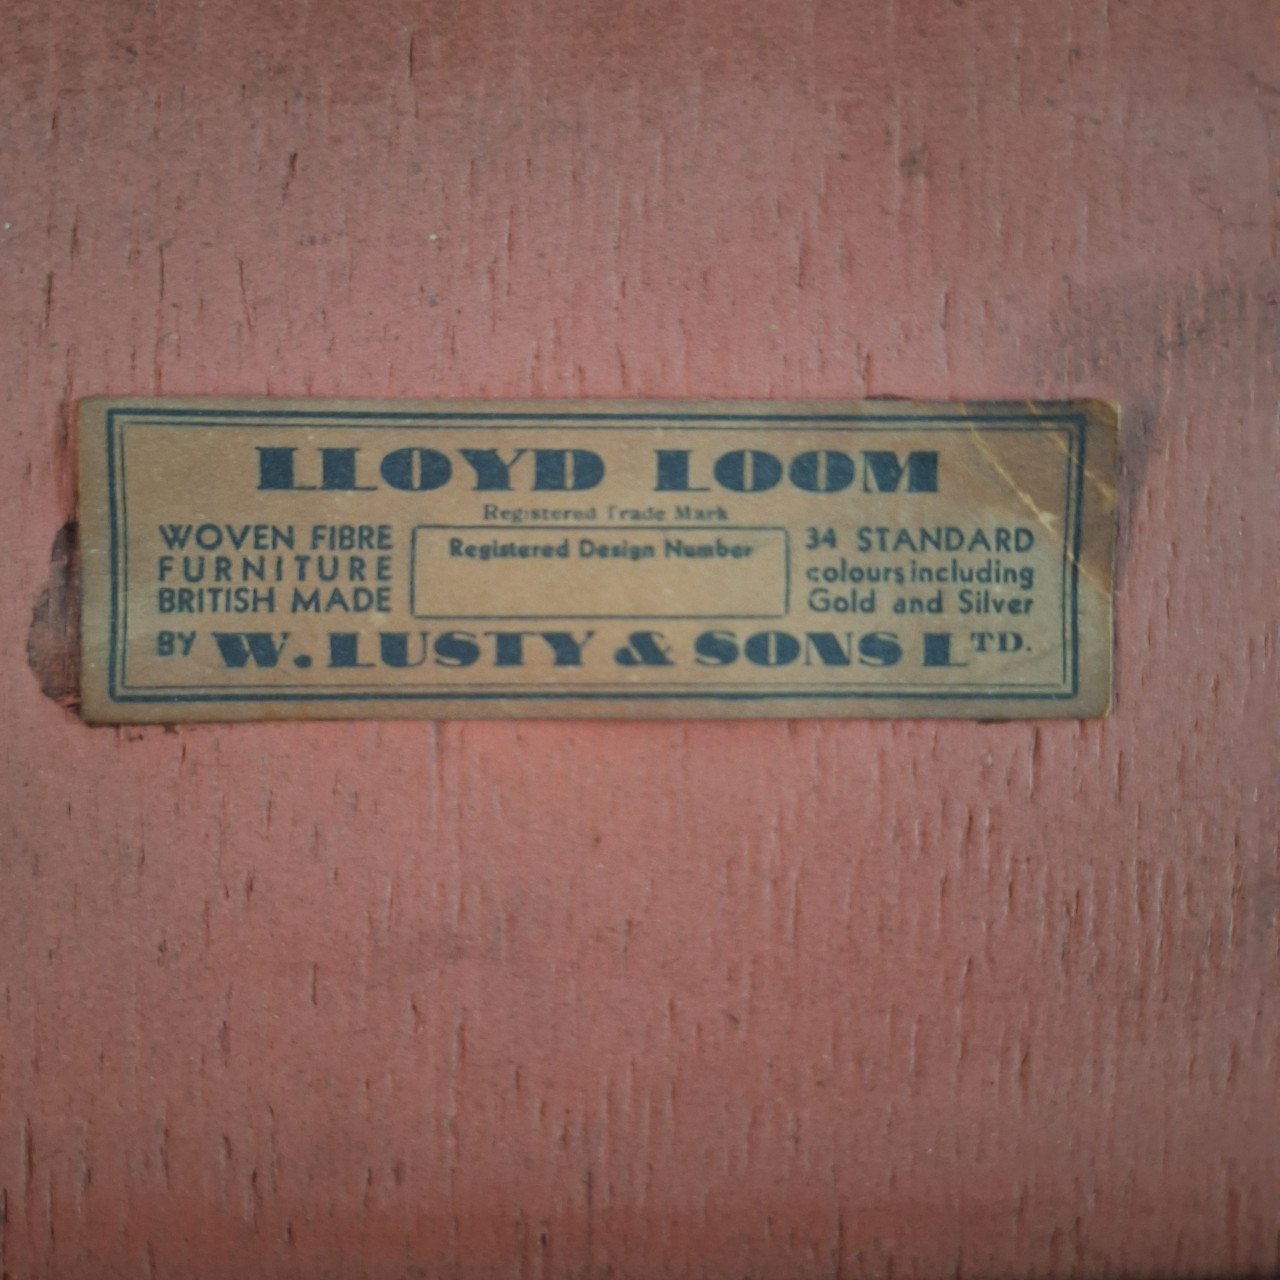 LLOYD LOOM
Registered Trade Mark
WOVEN FIBRE
FURNITURE
BRITISH MADE
Registered Design Number
34 STANDARD
colours including
Gold and Silver
BY W. LUSTY & SONS LTD.